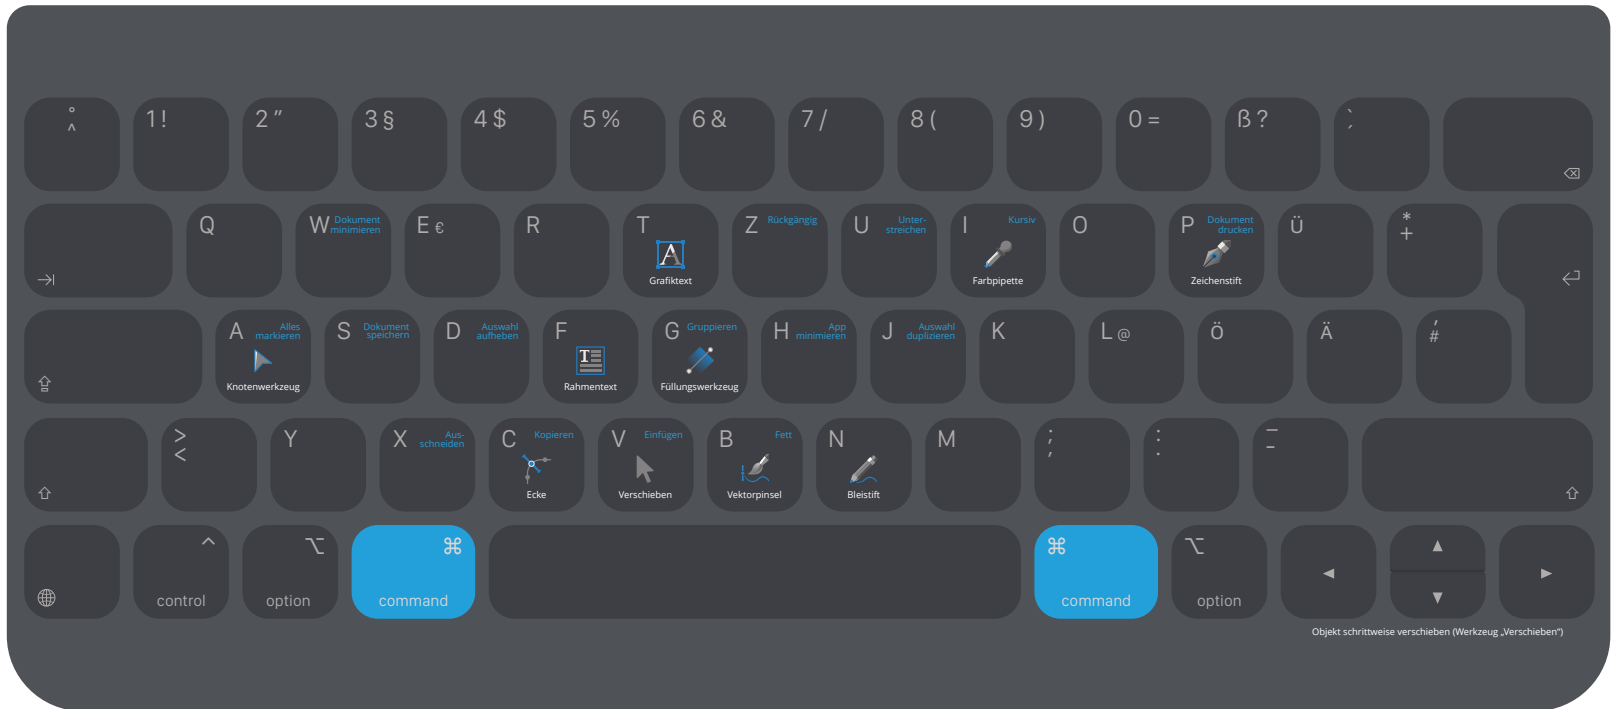 ° ^
1 !
2 "
3 §
4 $
5 %
6 &
7 /
8 (
9 )
0 =
ß ?
Q
W Dokument
minimieren
E €
R
T
Grafiktext
Z Rückgängig
U Unter-
streichen
I Kursiv
Farbpipette
O
P Dokument
drucken
Zeichenstift
Ü
*
+
A Alles
markieren
Knotenwerkzeug
S Dokument
speichern
D Auswahl
aufheben
F
T
Rahmentext
G Gruppieren
Füllungswerkzeug
H App
minimieren
J Auswahl
duplizieren
K
L @
Ö
Ä
'
#
>
<
Y
X Aus-
schneiden
C Kopieren
Ecke
V Einfügen
Verschieben
B Fett
Vektorpinsel
N
Bleistift
M
;
,
:
.
_
-
^
control
⌥
option
⌘
command
⌘
command
⌥
option
◄
▲
▼
►
Objekt schrittweise verschieben (Werkzeug „Verschieben“)